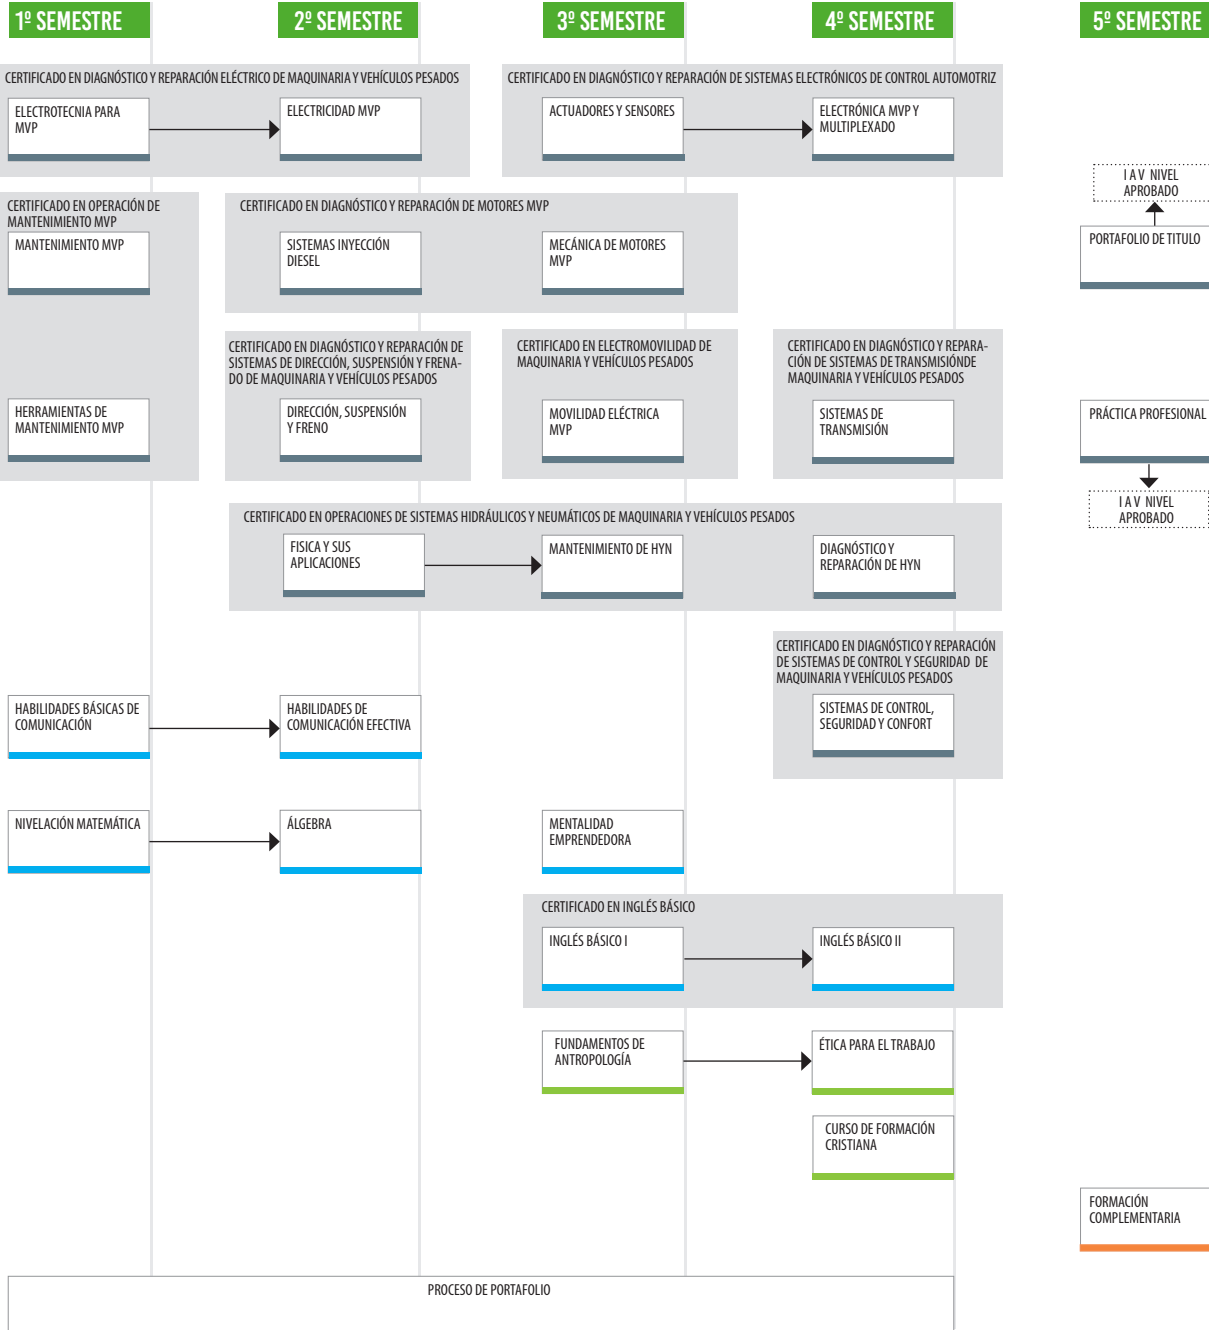 1º SEMESTRE
2º SEMESTRE
3º SEMESTRE
4º SEMESTRE
5º SEMESTRE
CERTIFICADO EN DIAGNÓSTICO Y REPARACIÓN ELÉCTRICO DE MAQUINARIA Y VEHÍCULOS PESADOS
ELECTROTECNIA PARA
MVP
ELECTRICIDAD MVP
CERTIFICADO EN DIAGNÓSTICO Y REPARACIÓN DE SISTEMAS ELECTRÓNICOS DE CONTROL AUTOMOTRIZ
ACTUADORES Y SENSORES
ELECTRÓNICA MVP Y
MULTIPLEXADO
I A V NIVEL
APROBADO
PORTAFOLIO DE TITULO
CERTIFICADO EN OPERACIÓN DE
MANTENIMIENTO MVP
MANTENIMIENTO MVP
CERTIFICADO EN DIAGNÓSTICO Y REPARACIÓN DE MOTORES MVP
SISTEMAS INYECCIÓN
DIESEL
MECÁNICA DE MOTORES
MVP
HERRAMIENTAS DE
MANTENIMIENTO MVP
CERTIFICADO EN DIAGNÓSTICO Y REPARACIÓN DE
SISTEMAS DE DIRECCIÓN, SUSPENSIÓN Y FRENA-
DO DE MAQUINARIA Y VEHÍCULOS PESADOS
DIRECCIÓN, SUSPENSIÓN
Y FRENO
CERTIFICADO EN ELECTROMOVILIDAD DE
MAQUINARIA Y VEHÍCULOS PESADOS
MOVILIDAD ELÉCTRICA
MVP
CERTIFICADO EN DIAGNÓSTICO Y REPARA-
CIÓN DE SISTEMAS DE TRANSMISIÓNDE
MAQUINARIA Y VEHÍCULOS PESADOS
SISTEMAS DE
TRANSMISIÓN
PRÁCTICA PROFESIONAL
I A V NIVEL
APROBADO
CERTIFICADO EN OPERACIONES DE SISTEMAS HIDRÁULICOS Y NEUMÁTICOS DE MAQUINARIA Y VEHÍCULOS PESADOS
FISICA Y SUS
APLICACIONES
MANTENIMIENTO DE HYN
DIAGNÓSTICO Y
REPARACIÓN DE HYN
CERTIFICADO EN DIAGNÓSTICO Y REPARACIÓN
DE SISTEMAS DE CONTROL Y SEGURIDAD DE
MAQUINARIA Y VEHÍCULOS PESADOS
SISTEMAS DE CONTROL,
SEGURIDAD Y CONFORT
HABILIDADES BÁSICAS DE
COMUNICACIÓN
HABILIDADES DE
COMUNICACIÓN EFECTIVA
NIVELACIÓN MATEMÁTICA
ÁLGEBRA
MENTALIDAD
EMPRENDEDORA
CERTIFICADO EN INGLÉS BÁSICO
INGLÉS BÁSICO I
INGLÉS BÁSICO II
FUNDAMENTOS DE
ANTROPOLOGÍA
ÉTICA PARA EL TRABAJO
CURSO DE FORMACIÓN
CRISTIANA
FORMACIÓN
COMPLEMENTARIA
PROCESO DE PORTAFOLIO